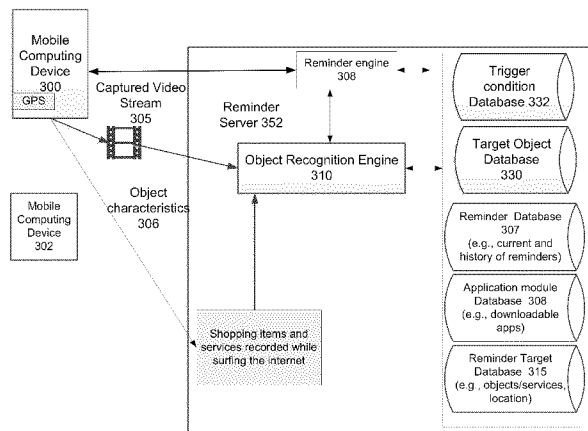 Mobile
Computing
Device
300
GPS
Captured Video
Stream
305
Reminder engine
308
Reminder
Server 352
Object Recognition Engine
310
Object
characteristics
306
Mobile
Computing
Device
302
Shopping items and
services recorded while
surfing the internet
Trigger
condition
Database 332
Target Object
Database
330
Reminder Database
307
(e.g., current and
history of reminders)
Application module
Database 308
(e.g., downloadable
apps)
Reminder Target
Database 315
(e.g., objects/services,
location)